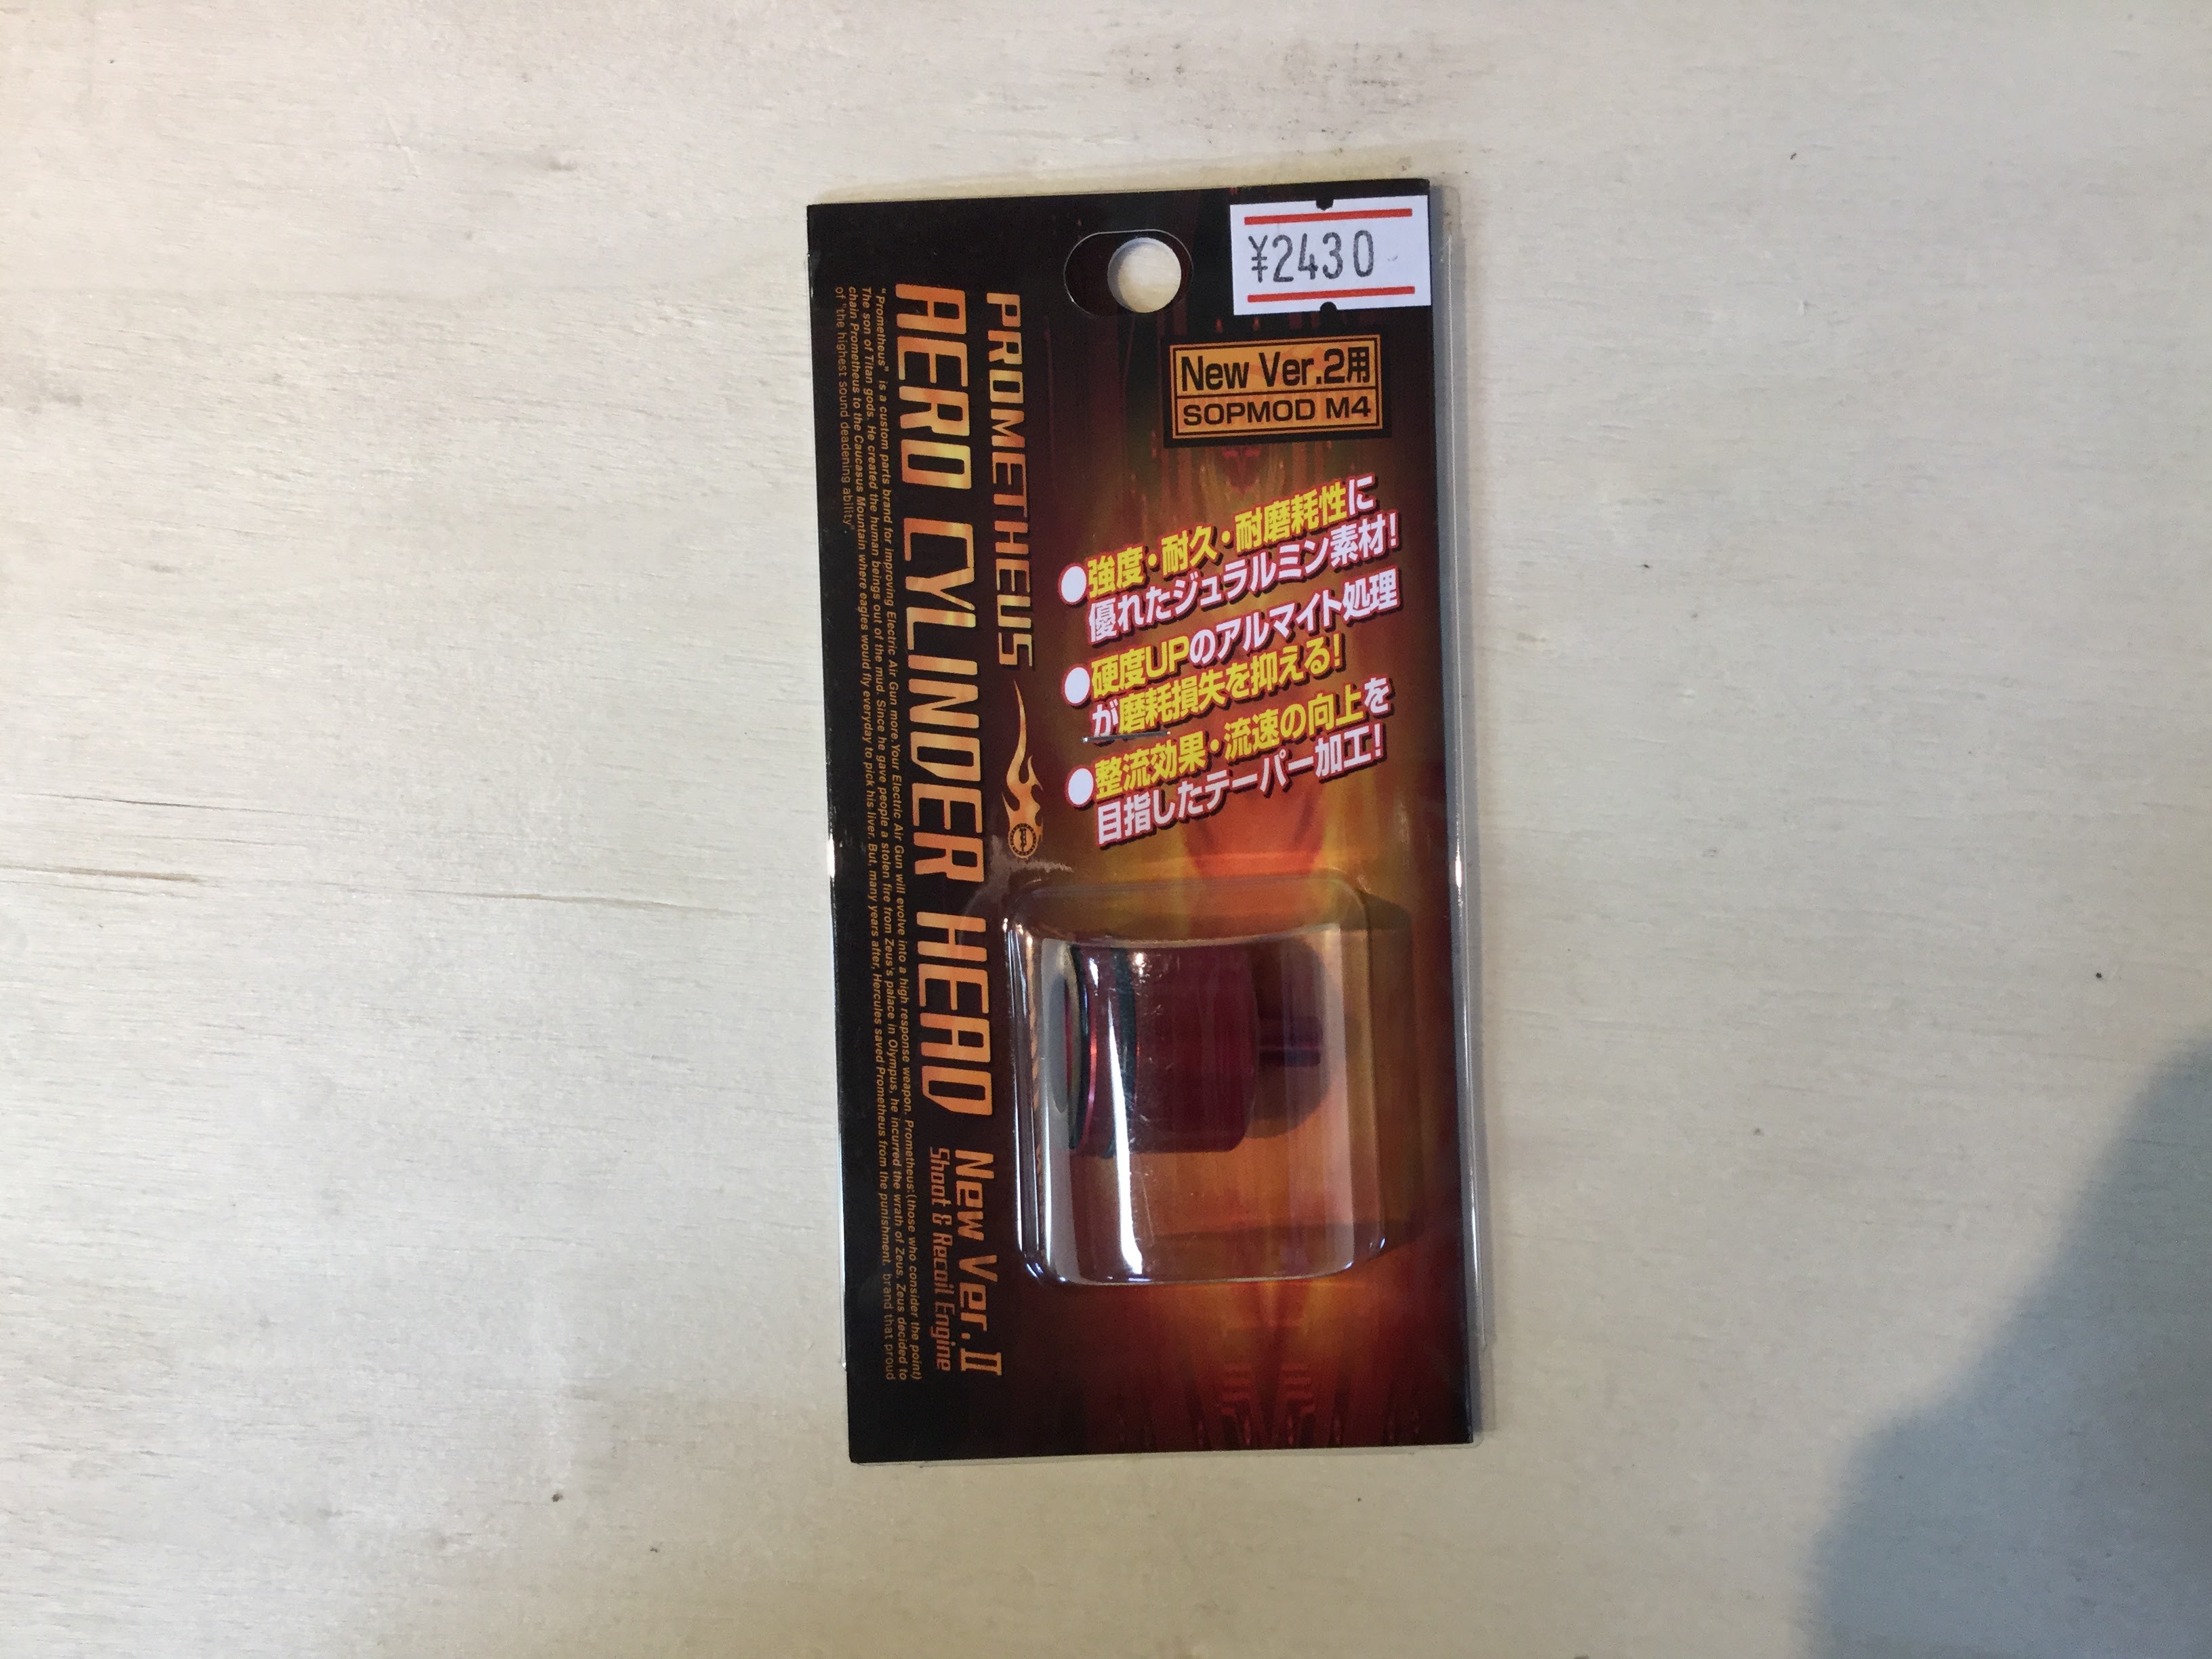 ¥2430
New Ver.2用
SOPMOD M4
●強度・耐久・耐磨耗性に
優れたジュラルミン素材!
●硬度UPのアルマイト処理
が磨耗損失を抑える!
●整流効果・流速の向上を
目指したテーパー加工!
PROMETHEUS
AERO CYLINDER HEAD New Ver.II
Shoot & Recoil Engine
"Prometheus" is a custom parts brand for improving Electric Air Gun more.Your Electric Air Gun will evolve into a high response weapon. Prometheus:(those who consider the point)
The son of Titan gods. He created the human beings out of the mud. Since he gave people a stolen fire from Zeus's palace in Olympus, he incurred the wrath of Zeus. Zeus decided to
chain Prometheus to the Caucasus Mountain where eagles would fly everyday to pick his liver. But, many years after, Hercules saved Prometheus from the punishment. brand that proud
of "the highest sound deadening ability".